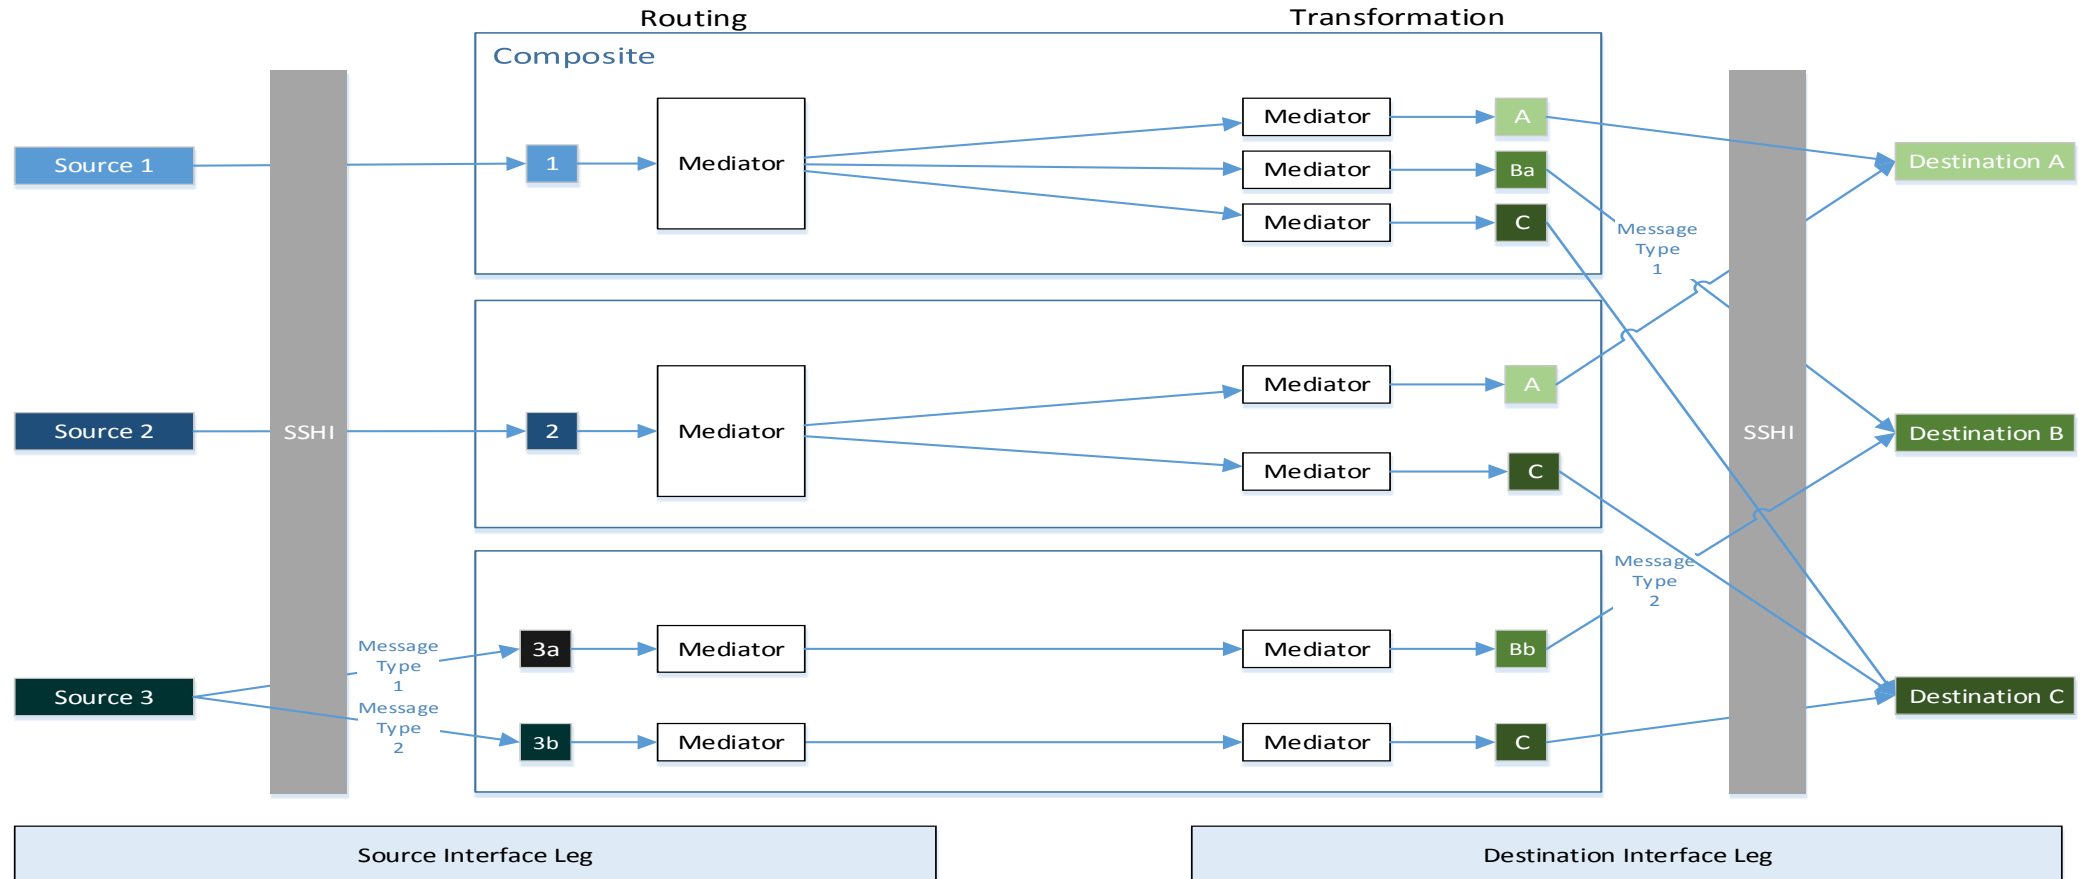 Routing
Transformation
Composite
Source 1
1
Mediator
Mediator
A
Mediator
Ba
Mediator
C
Destination A
Message
Type
1
Source 2
SSHI
2
Mediator
Mediator
A
Mediator
C
SSHI
Destination B
Message
Type
2
Source 3
Message
Type
1
Message
Type
2
3a
Mediator
Mediator
Bb
3b
Mediator
Mediator
C
Destination C
Source Interface Leg
Destination Interface Leg